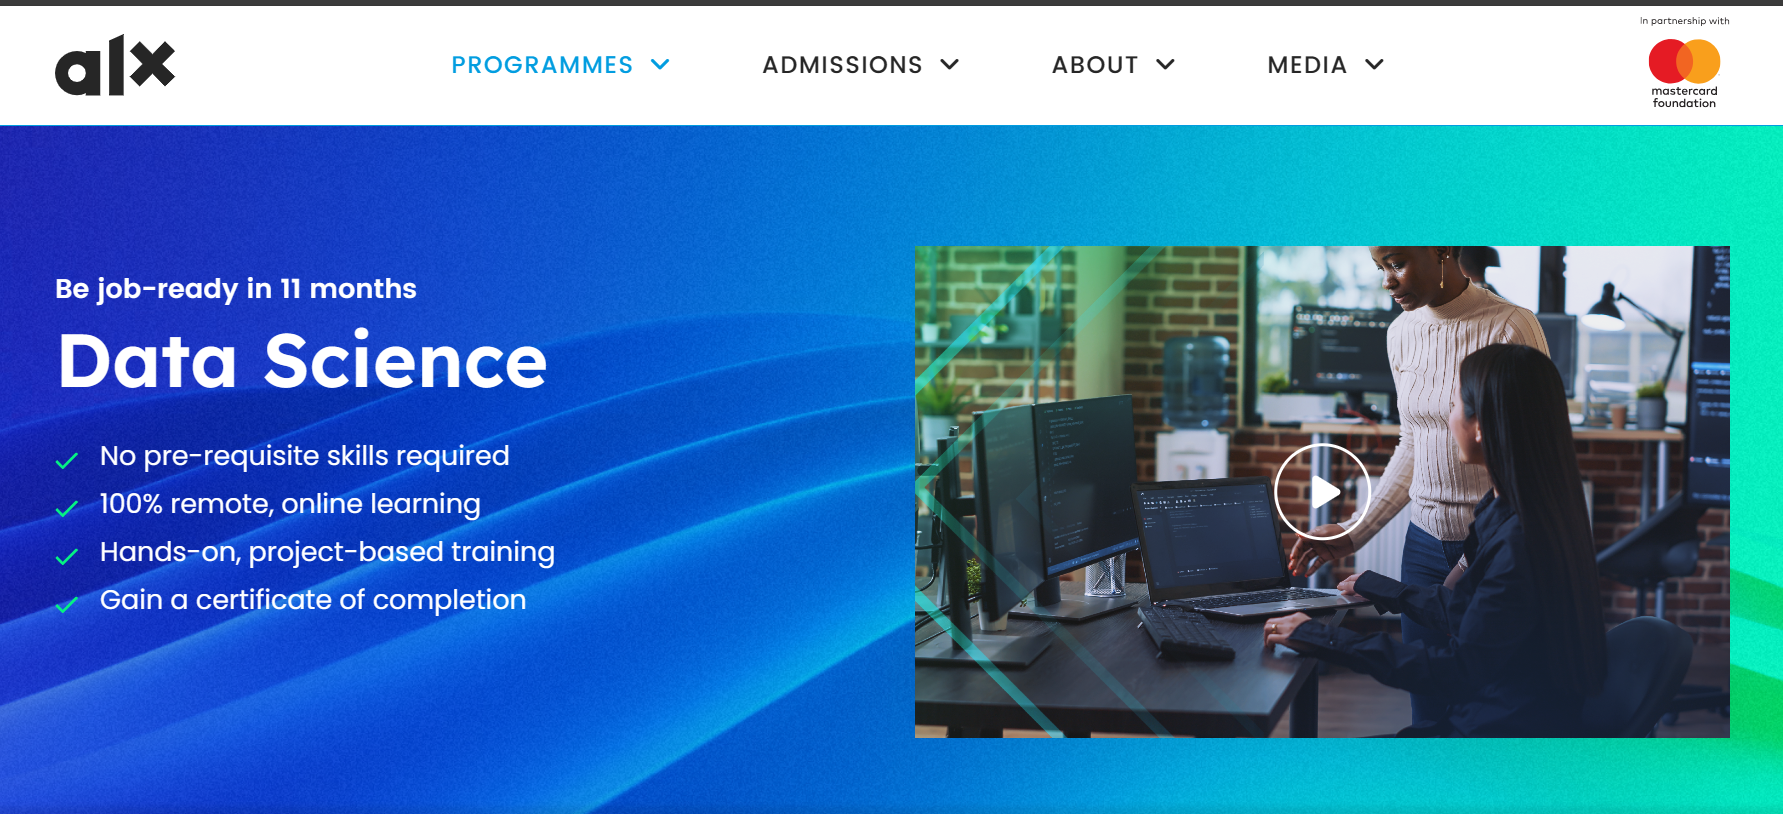 alx
PROGRAMMES
ADMISSIONS
ABOUT
MEDIA
In partnership with
mastercard
foundation
Be job-ready in 11 months
Data Science
No pre-requisite skills required
100% remote, online learning
Hands-on, project-based training
Gain a certificate of completion